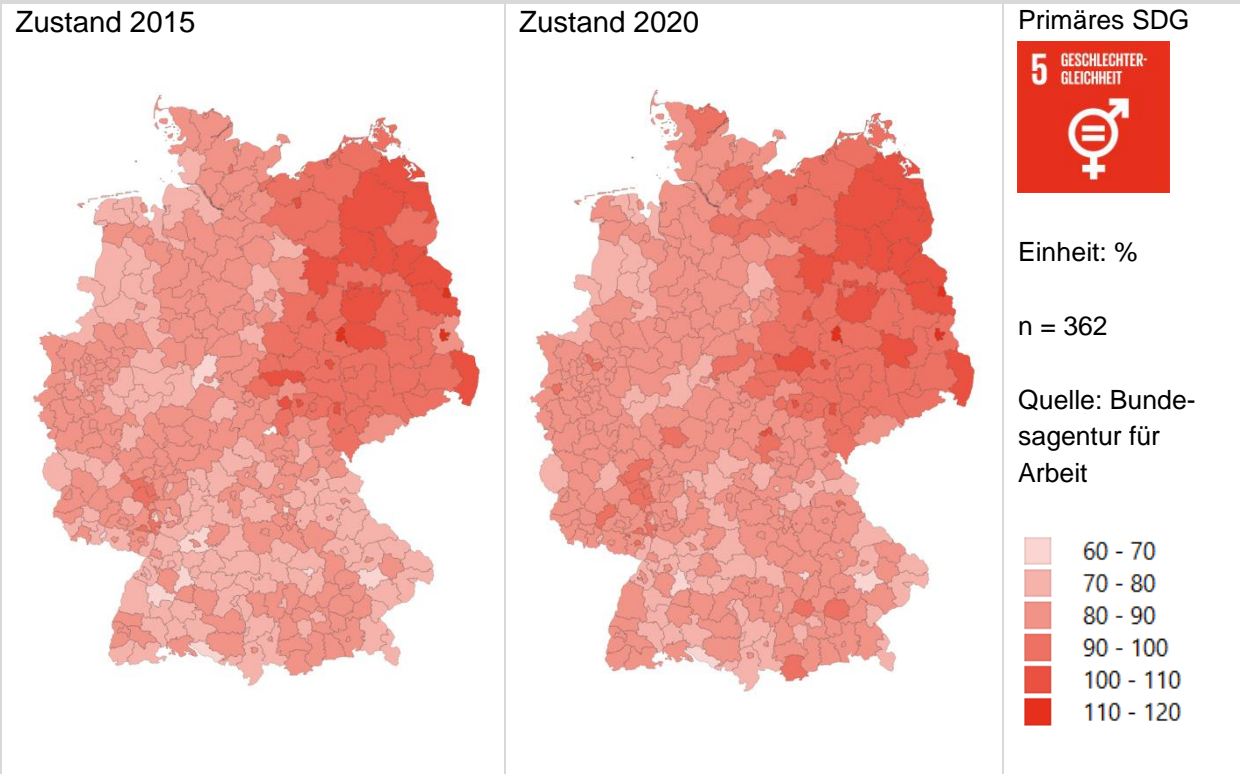 Zustand 2015
Zustand 2020
Primäres SDG
5 GESCHLECHTER-
GLEICHHEIT
Einheit: %
n = 362
Quelle: Bunde-
sagentur für
Arbeit
60 - 70
70 - 80
80 - 90
90 - 100
100 - 110
110 - 120